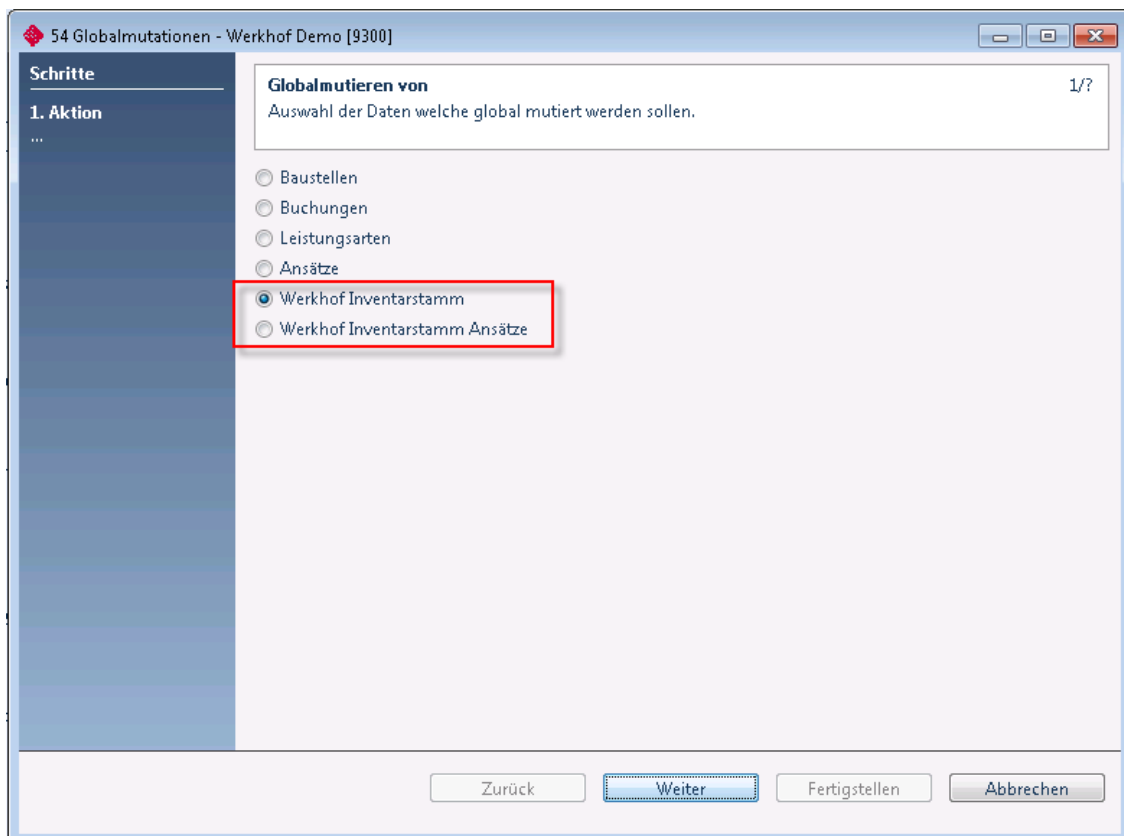 54 Globalmutationen - Werkhof Demo [9300]
Schritte
1. Aktion
...
Globalmutieren von
1/?
Auswahl der Daten welche global mutiert werden sollen.
Baustellen
Buchungen
Leistungsarten
Ansätze
Werkhof Inventarstamm
Werkhof Inventarstamm Ansätze
Zurück
Weiter
Fertigstellen
Abbrechen